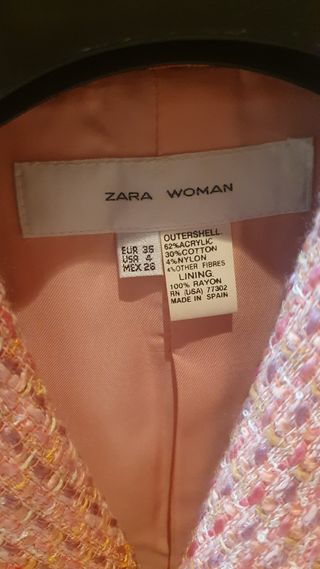 ZARA WOMAN
EUR 36
USA 4
MEX 26
OUTERSHELL.
62%ACRYLIC
30%COTTON
4%NYLON
4%OTHER FIBRES
LINING.
100% RAYON
RN (USA) 77302
MADE IN SPAIN